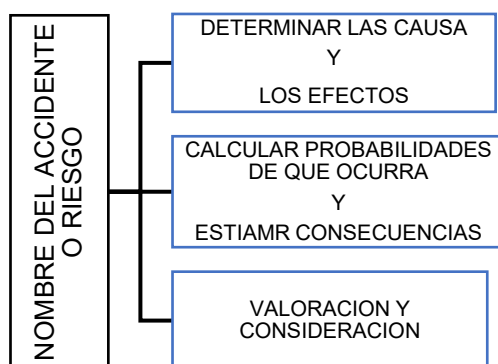 NOMBRE DEL ACCIDENTE
O RIESGO
DETERMINAR LAS CAUSA
Y
LOS EFECTOS
CALCULAR PROBABILIDADES
DE QUE OCURRA
Y
ESTIAMR CONSECUENCIAS
VALORACION Y
CONSIDERACION